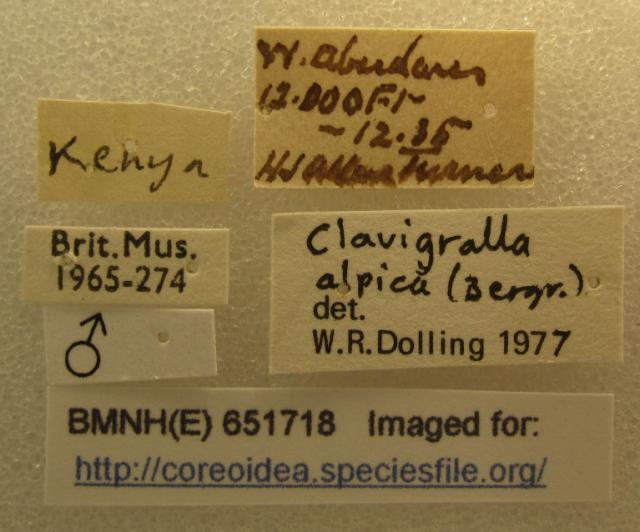 W. Aberdares
12.000 Ft
- 12.35
HJ Allen Turner
Kenya
Brit. Mus.
1965-274
♂
Clavigralla
alpica (Bergr.)
det.
W.R.Dolling 1977
BMNH(E) 651718 Imaged for:
http://coreoidea.speciesfile.org/